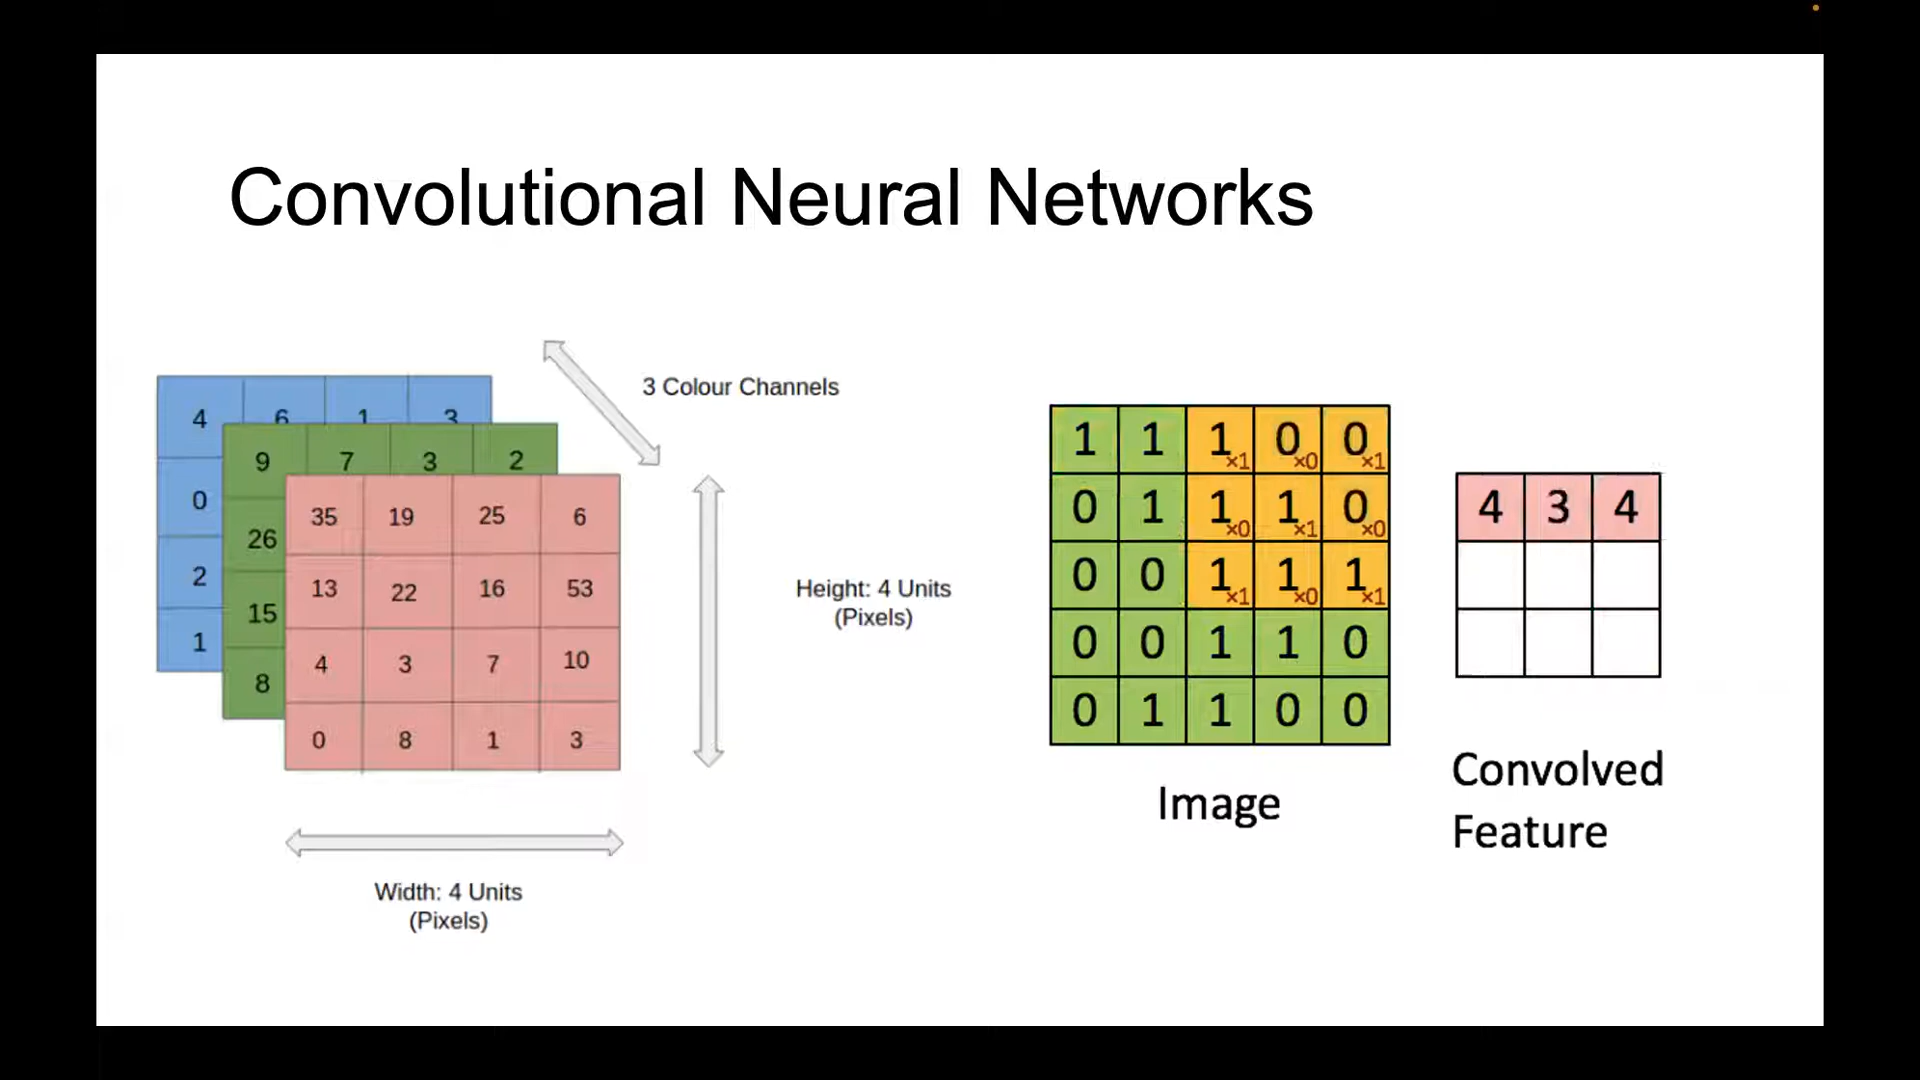 Convolutional Neural Networks
3 Colour Channels
4 6 1 3
0
2
1
9 7 3 2
26
15
8
35 19 25 6
13 22 16 53
4 3 7 10
0 8 1 3
Height: 4 Units
(Pixels)
Width: 4 Units
(Pixels)
1 1 1×1 0×0 0×1
0 1 1×0 1×1 0×0
0 0 1×1 1×0 1×1
0 0 1 1 0
0 1 1 0 0
Image
4 3 4
Convolved
Feature